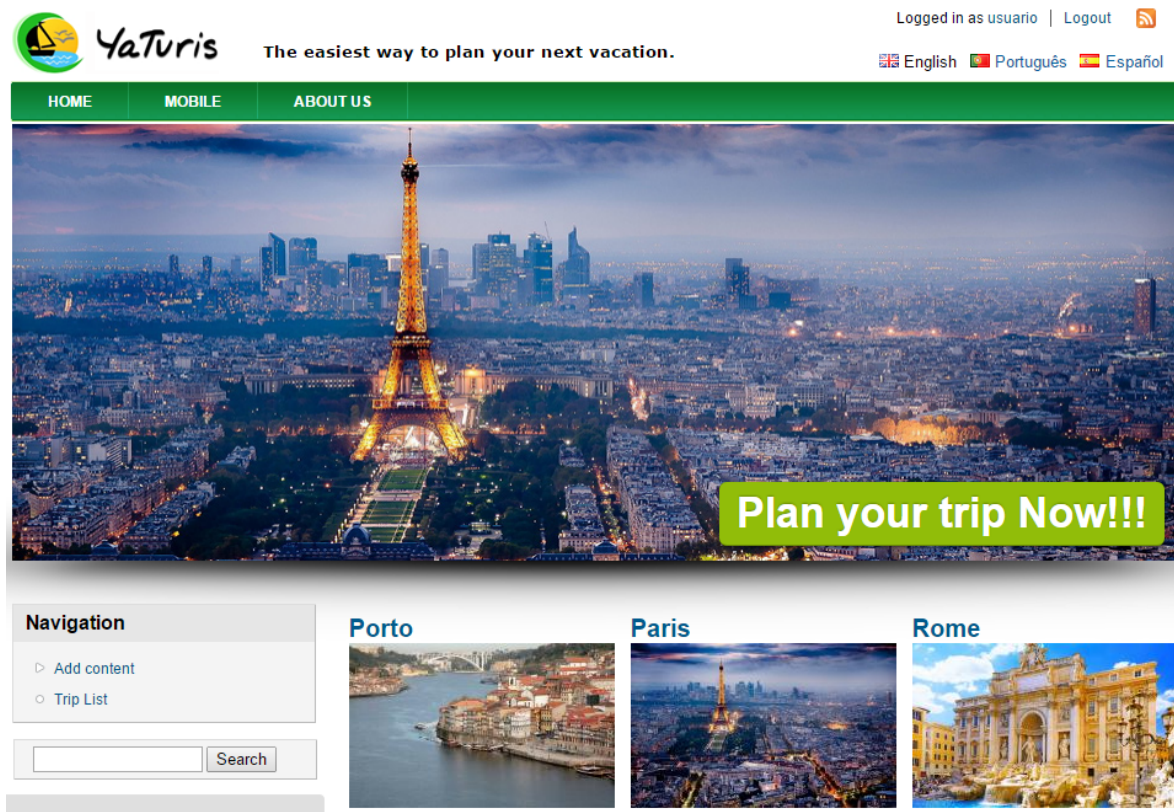 Logged in as usuario | Logout
YaTuris
The easiest way to plan your next vacation.
English Português Español
HOME MOBILE ABOUT US
Plan your trip Now!!!
Navigation
Add content
Trip List
Search
Porto Paris Rome